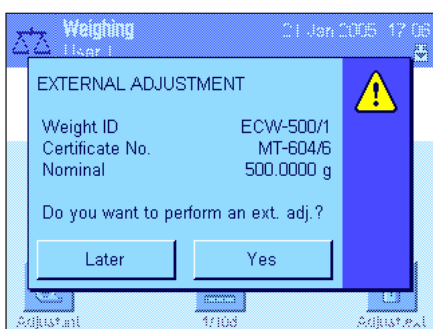 Weighing 21 Jan 2005 17:06
User 1
EXTERNAL ADJUSTMENT
Weight ID ECW-500/1
Certificate No. MT-604/6
Nominal 500.0000 g
Do you want to perform an ext. adj.?
Later Yes
Adjust.int 1/10d Adjust.ext